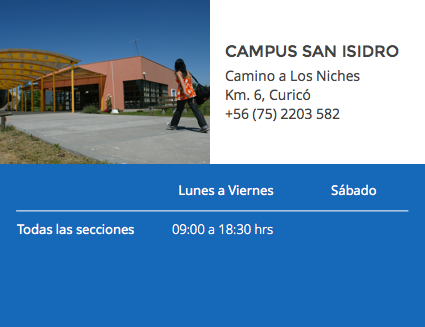 CAMPUS SAN ISIDRO
Camino a Los Niches
Km. 6, Curicó
+56 (75) 2203 582
Lunes a Viernes Sábado
Todas las secciones 09:00 a 18:30 hrs